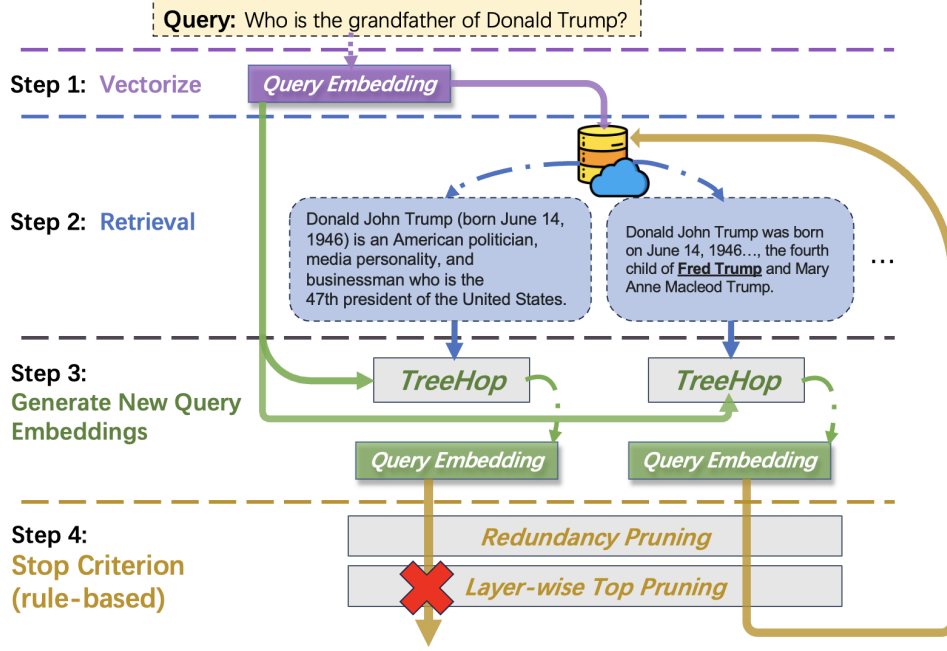 Query: Who is the grandfather of Donald Trump?
Step 1: Vectorize
Query Embedding
Step 2: Retrieval
Donald John Trump (born June 14,
1946) is an American politician,
media personality, and
businessman who is the
47th president of the United States.
Donald John Trump was born
on June 14, 1946…, the fourth
child of Fred Trump and Mary
Anne Macleod Trump.
...
Step 3:
Generate New Query
Embeddings
TreeHop
TreeHop
Query Embedding
Query Embedding
Step 4:
Stop Criterion
(rule-based)
Redundancy Pruning
Layer-wise Top Pruning